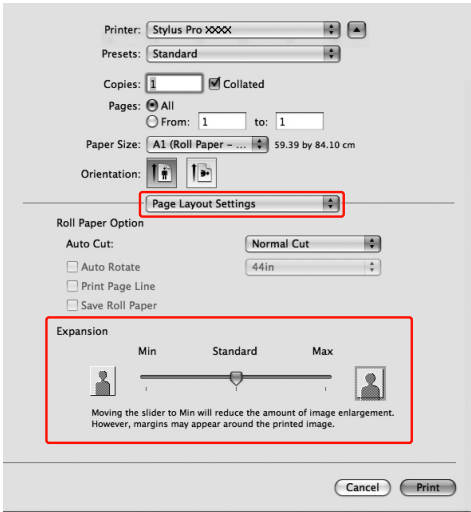 Printer: Stylus Pro XXXX
Presets: Standard
Copies: 1 Collated
Pages: All
From: 1 to: 1
Paper Size: A1 (Roll Paper – ... 59.39 by 84.10 cm
Orientation:
Page Layout Settings
Roll Paper Option
Auto Cut: Normal Cut
Auto Rotate 44in
Print Page Line
Save Roll Paper
Expansion
Min Standard Max
Moving the slider to Min will reduce the amount of image enlargement.
However, margins may appear around the printed image.
Cancel Print